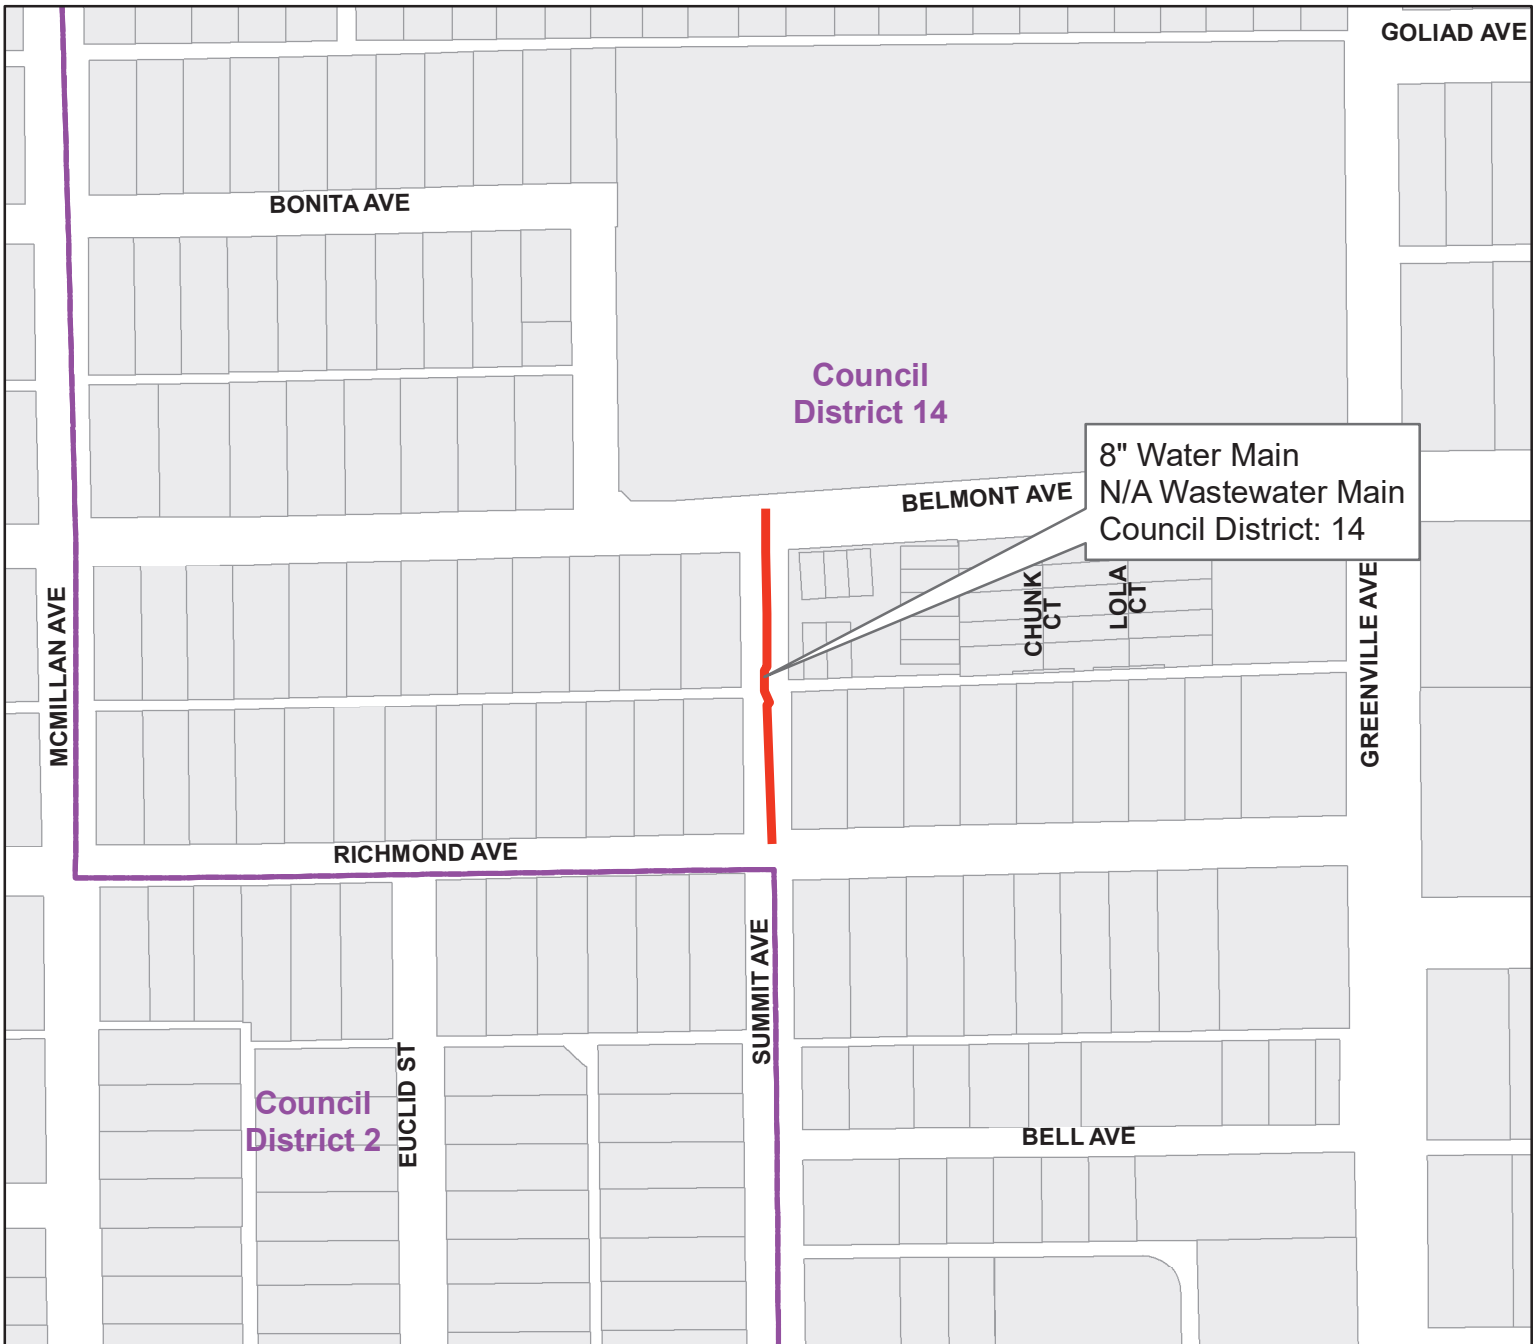 GOLIAD AVE
BONITA AVE
Council
District 14
8" Water Main
N/A Wastewater Main
Council District: 14
BELMONT AVE
CHUNK
CT
LOLA
CT
MCMILLAN AVE
GREENVILLE AVE
RICHMOND AVE
SUMMIT AVE
EUCLID ST
Council
District 2
BELL AVE